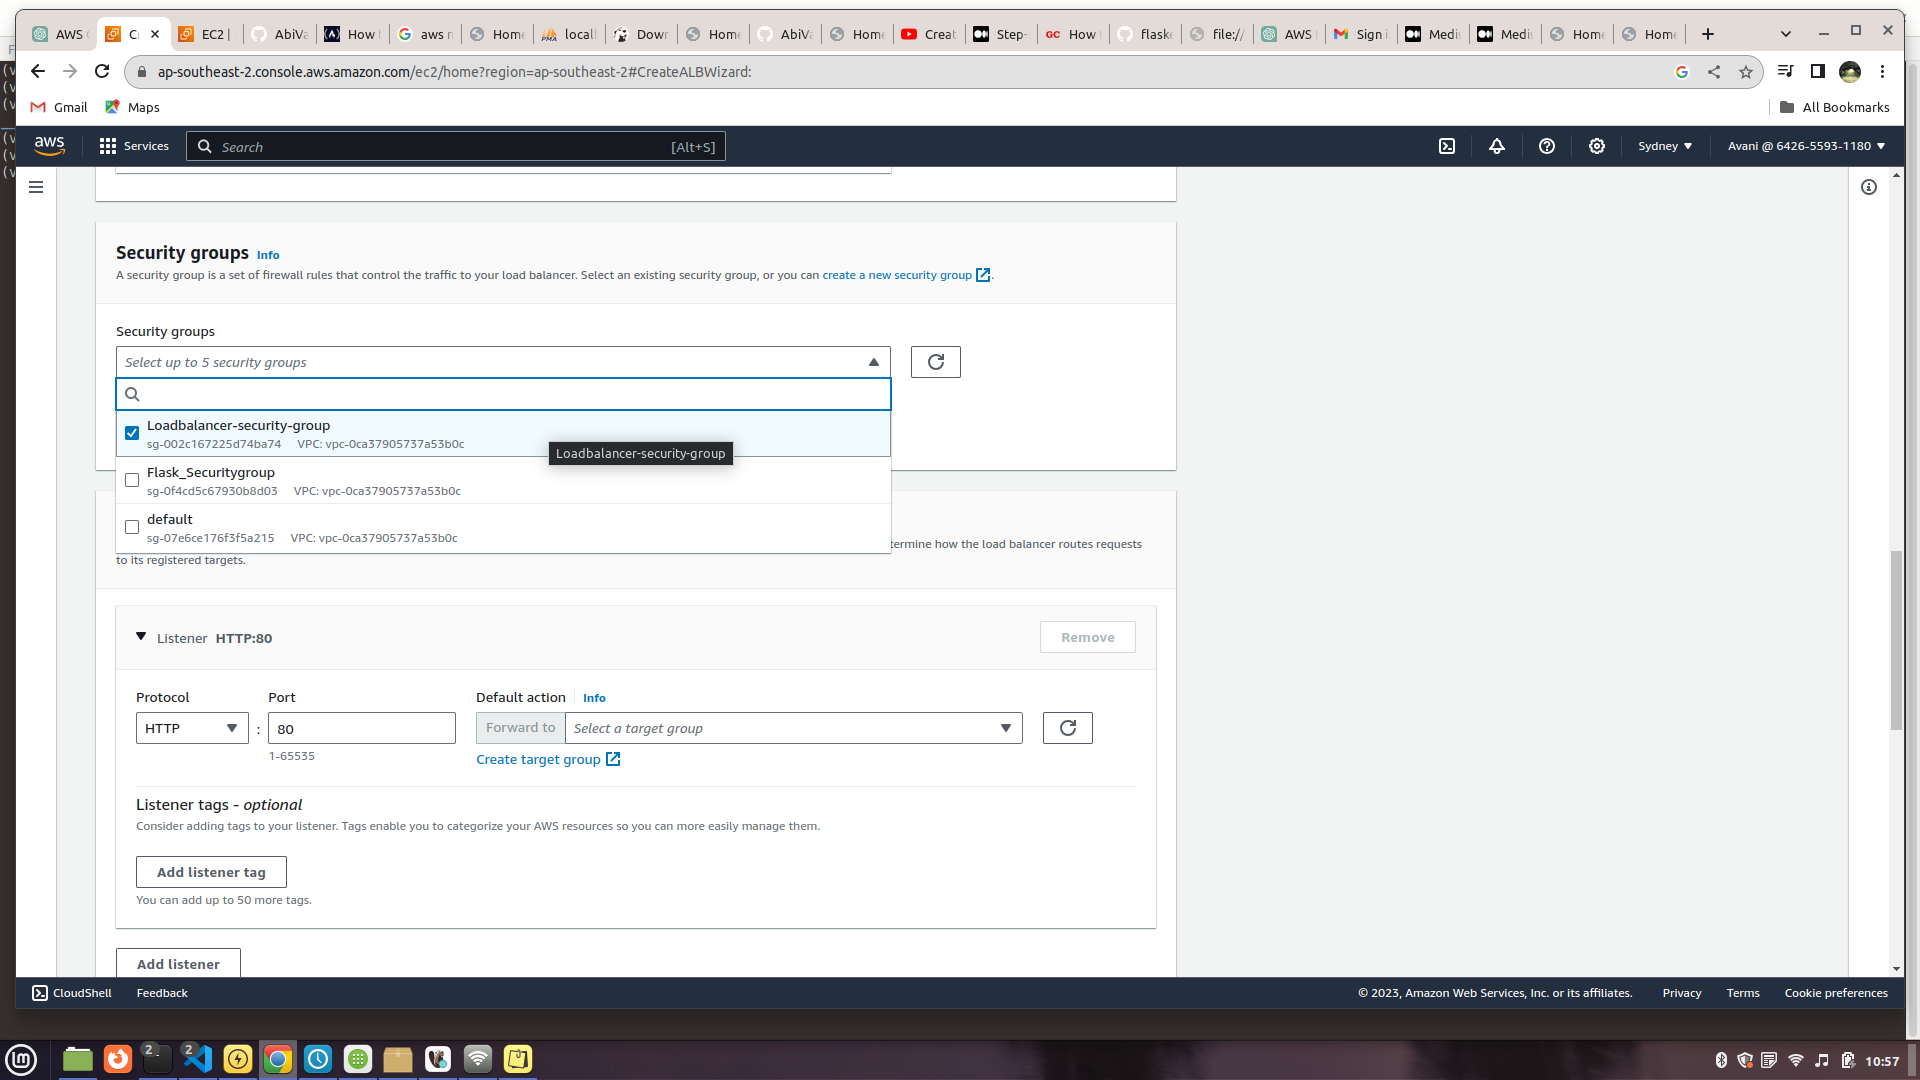 AWS
C
EC2 |
AbiVa
How
aws n
Home
local
Dowr
Home
AbiVa
Home
Creat
Step-
How
flaske
file://
AWS
Sign i
Medi
Medi
Home
Home
ap-southeast-2.console.aws.amazon.com/ec2/home?region=ap-southeast-2#CreateALBWizard:
Gmail
Maps
All Bookmarks
aws
Services
Search
[Alt+S]
Sydney
Avani @ 6426-5593-1180
Security groups Info
A security group is a set of firewall rules that control the traffic to your load balancer. Select an existing security group, or you can create a new security group.
Security groups
Select up to 5 security groups
Loadbalancer-security-group
sg-002c167225d74ba74 VPC: vpc-0ca37905737a53b0c
Loadbalancer-security-group
Flask_Securitygroup
sg-0f4cd5c67930b8d03 VPC: vpc-0ca37905737a53b0c
default
sg-07e6ce176f3f5a215 VPC: vpc-0ca37905737a53b0c
termine how the load balancer routes requests
to its registered targets.
Listener HTTP:80
Remove
Protocol
Port
Default action Info
HTTP
:
80
Forward to
Select a target group
1-65535
Create target group
Listener tags - optional
Consider adding tags to your listener. Tags enable you to categorize your AWS resources so you can more easily manage them.
Add listener tag
You can add up to 50 more tags.
Add listener
CloudShell
Feedback
© 2023, Amazon Web Services, Inc. or its affiliates.
Privacy
Terms
Cookie preferences
2
2
10:57